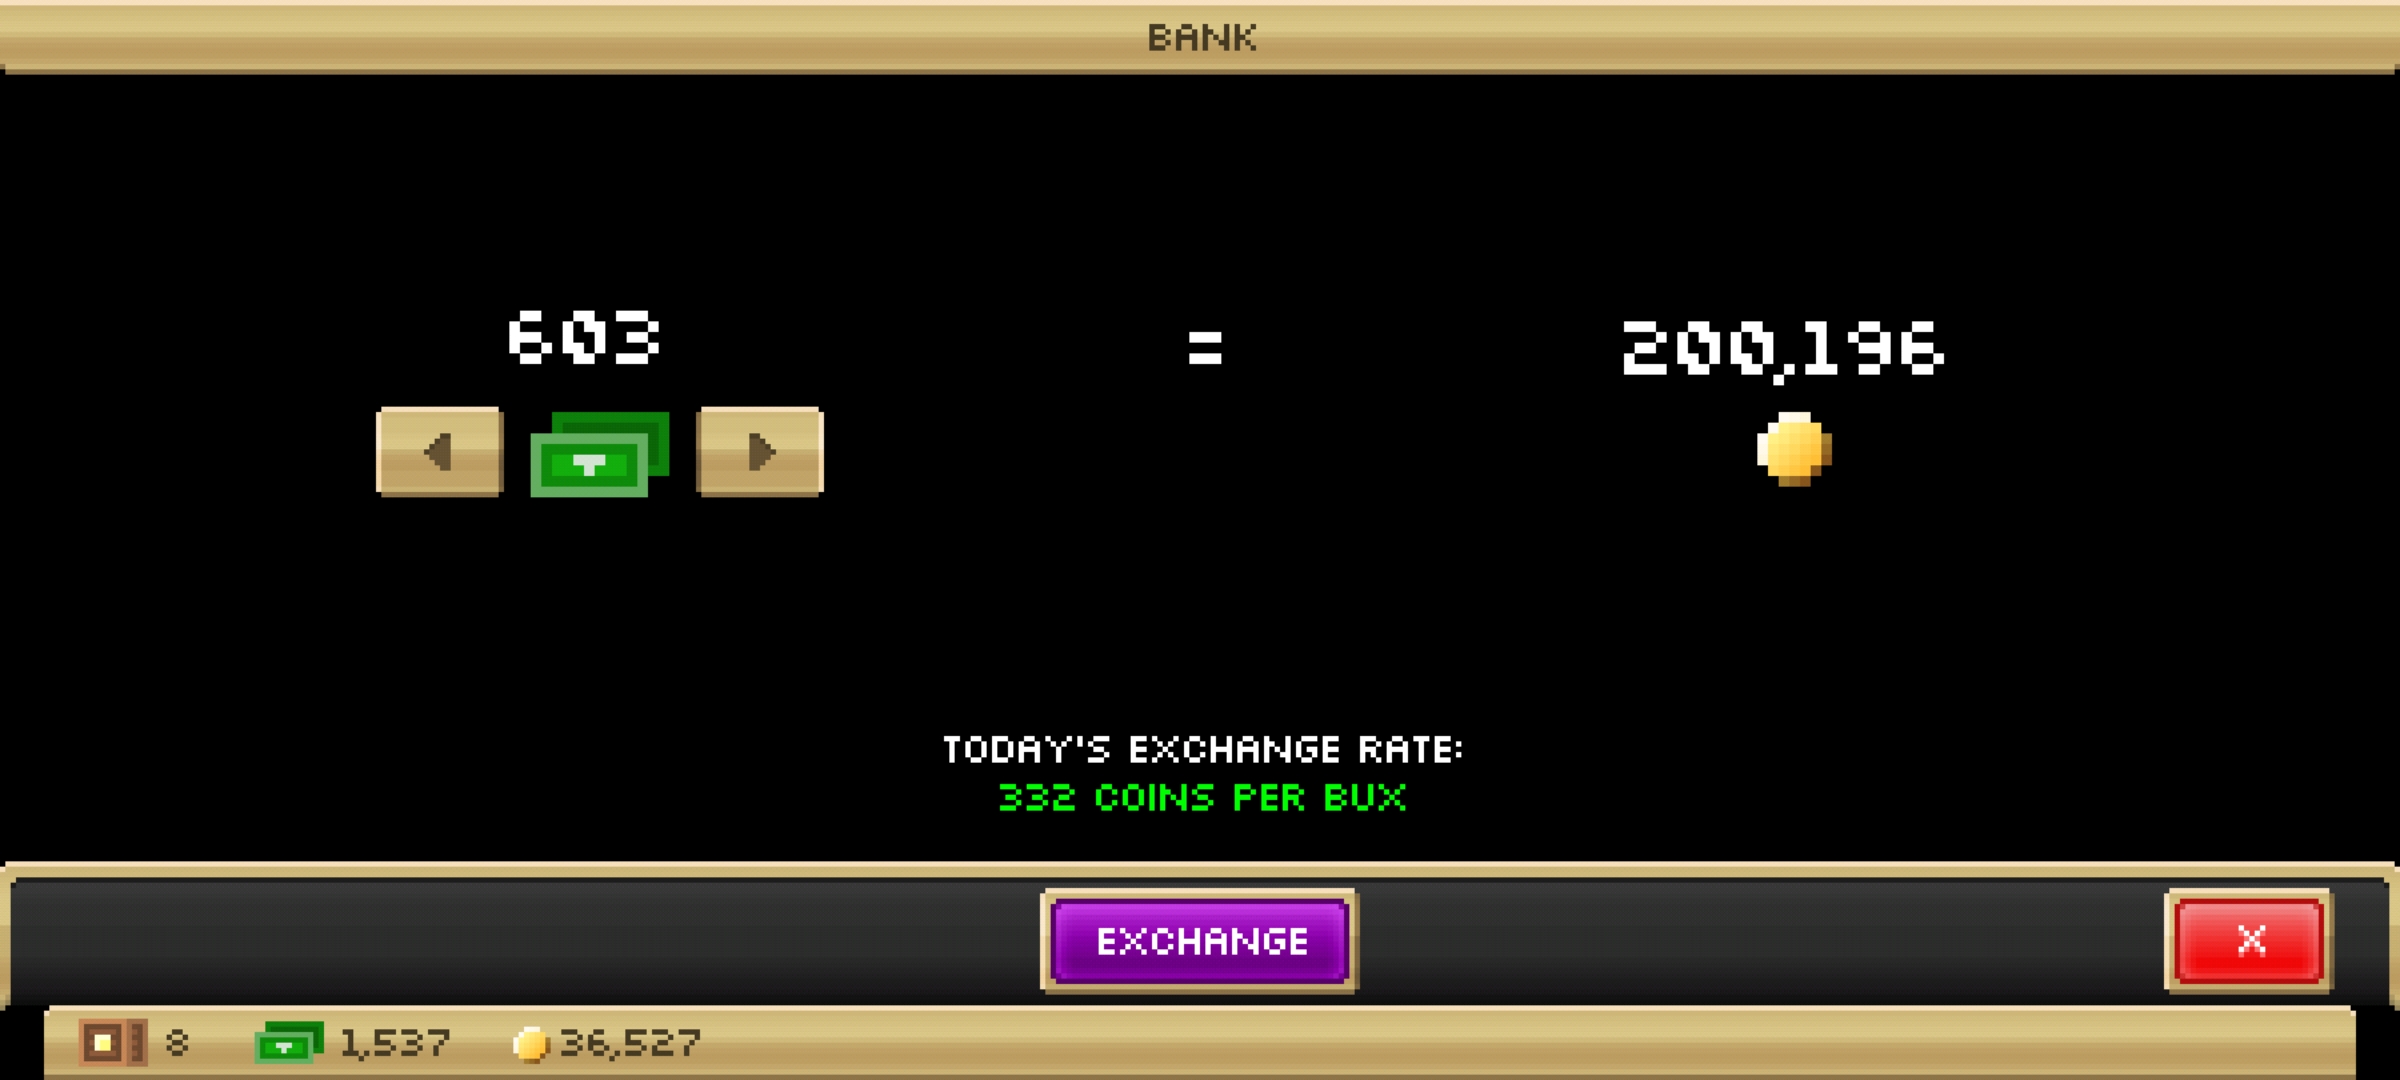 BANK
603 = 200,196
TODAY'S EXCHANGE RATE:
332 COINS PER BUX
EXCHANGE X
8 1,537 36,527